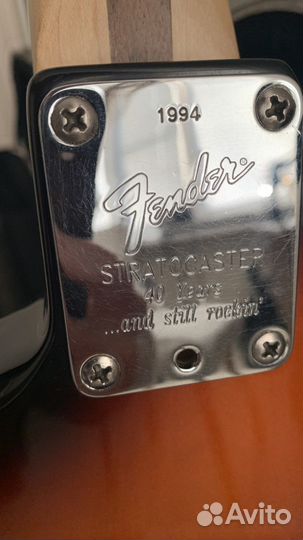 1994
Fender®
STRATOCASTER
40 Years
...and still rockin'
Avito